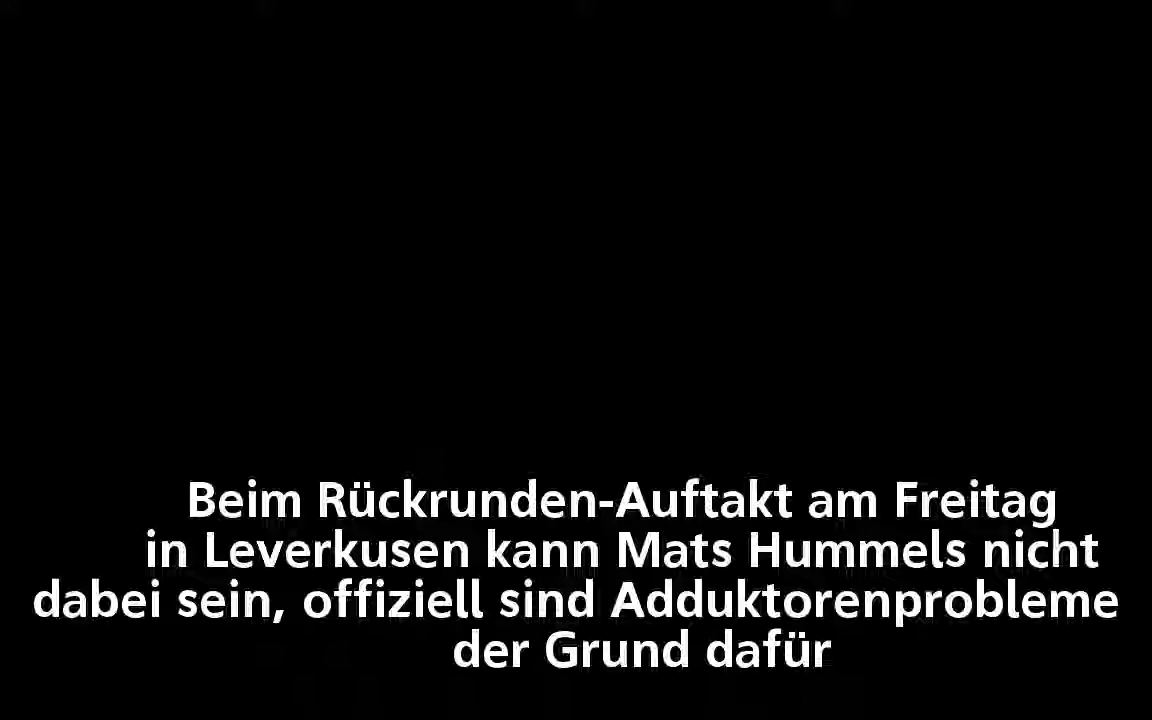 Beim Rückrunden-Auftakt am Freitag
in Leverkusen kann Mats Hummels nicht
dabei sein, offiziell sind Adduktorenprobleme
der Grund dafür